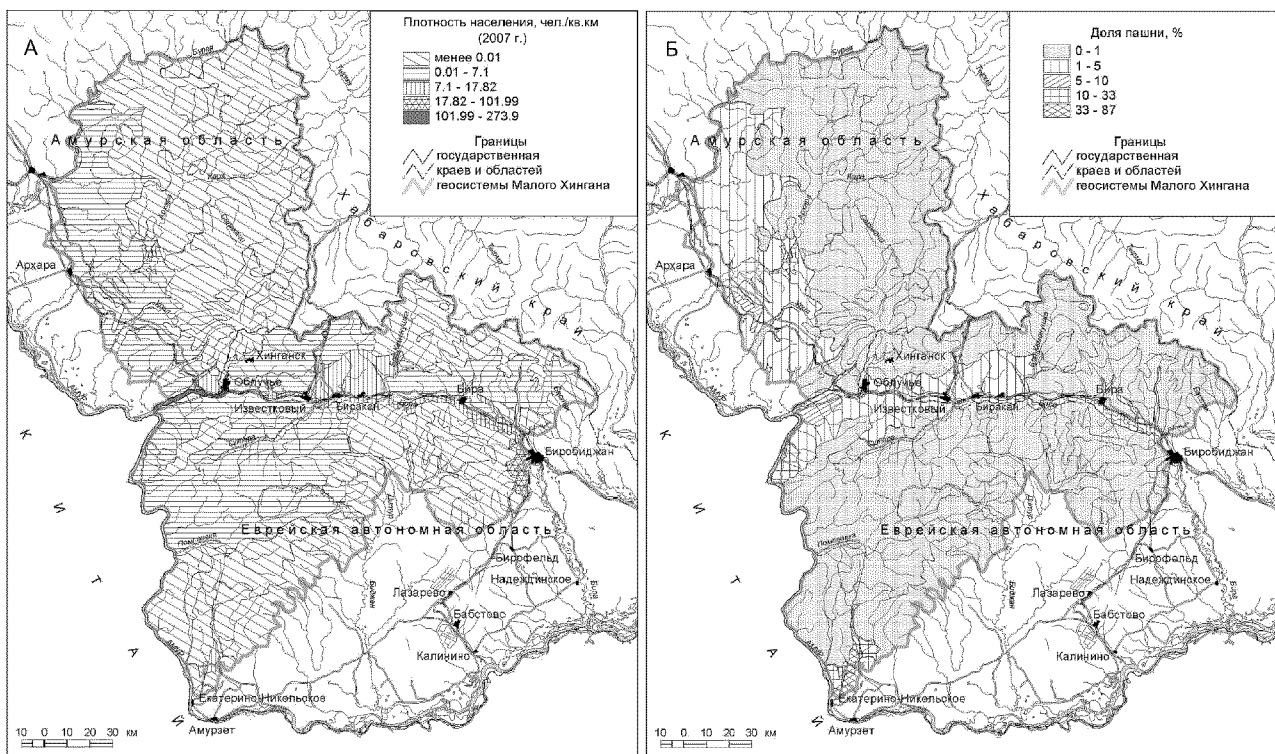 А
Плотность населения, чел./кв.км
(2007 г.)
менее 0.01
0.01 - 7.1
7.1 - 17.82
17.82 - 101.99
101.99 - 273.9
Границы
государственная
краев и областей
геосистемы Малого Хингана
Бурея
Амурская область
Хабаровский край
Архара
Хинганск
Облучье
Известковый
Биракан
Бира
Биробиджан
Еврейская автономная область
Бирофельд
Надеждинское
Лазарево
Бабстово
Калинино
Екатерино-Никольское
Амурзет
КИТАЙ
10 0 10 20 30 км
Б
Доля пашни, %
0 - 1
1 - 5
5 - 10
10 - 33
33 - 87
Границы
государственная
краев и областей
геосистемы Малого Хингана
Бурея
Амурская область
Хабаровский край
Архара
Хинганск
Облучье
Известковый
Биракан
Бира
Биробиджан
Еврейская автономная область
Бирофельд
Надеждинское
Лазарево
Бабстово
Калинино
Екатерино-Никольское
Амурзет
КИТАЙ
10 0 10 20 30 км